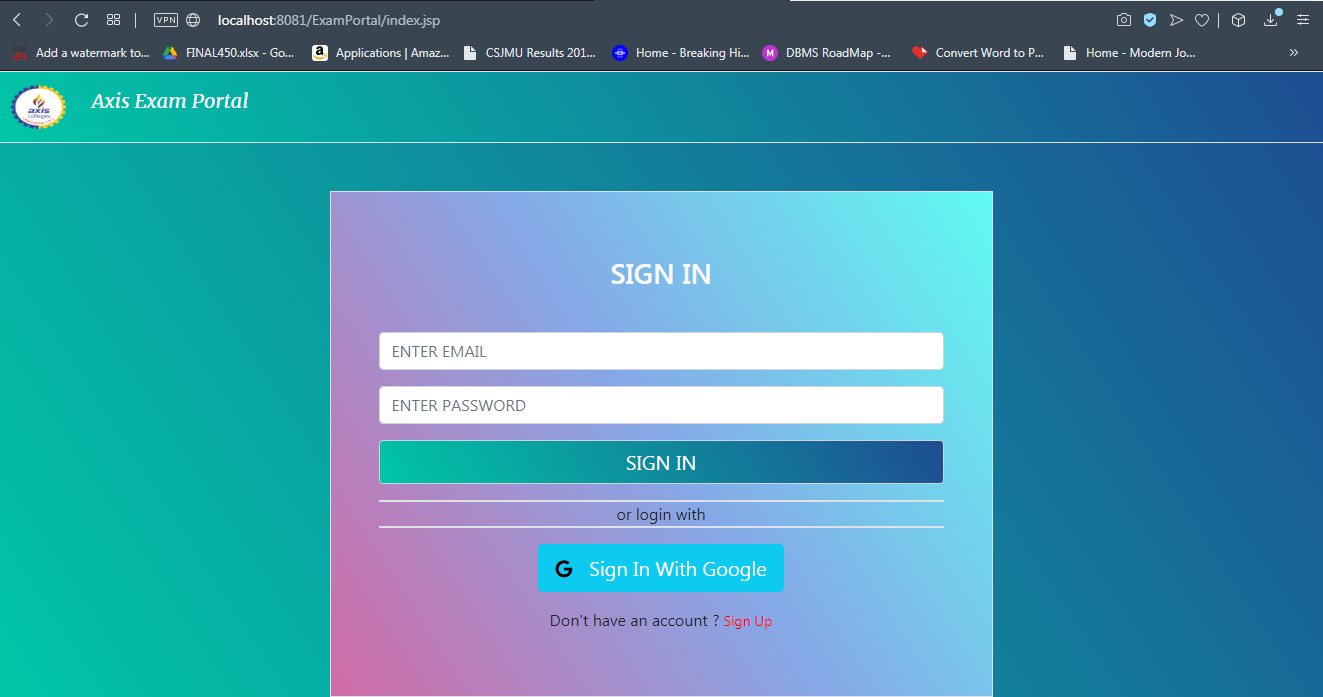 VPN localhost:8081/ExamPortal/index.jsp
Add a watermark to... FINAL450.xlsx - Go... a Applications | Amaz... CSJMU Results 201... Home - Breaking Hi... M DBMS RoadMap -... Convert Word to P... Home - Modern Jo... »
axis
colleges
Axis Exam Portal
SIGN IN
ENTER EMAIL
ENTER PASSWORD
SIGN IN
or login with
G Sign In With Google
Don't have an account ? Sign Up